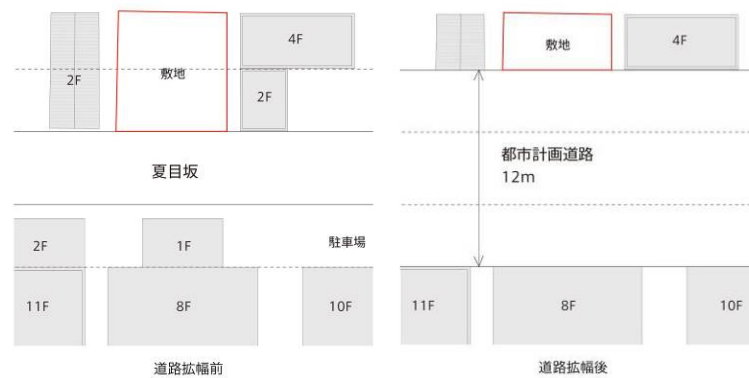 4F
2F
敷地
2F
夏目坂
2F
1F
駐車場
11F
8F
10F
道路拡幅前
敷地
4F
都市計画道路
12m
11F
8F
10F
道路拡幅後